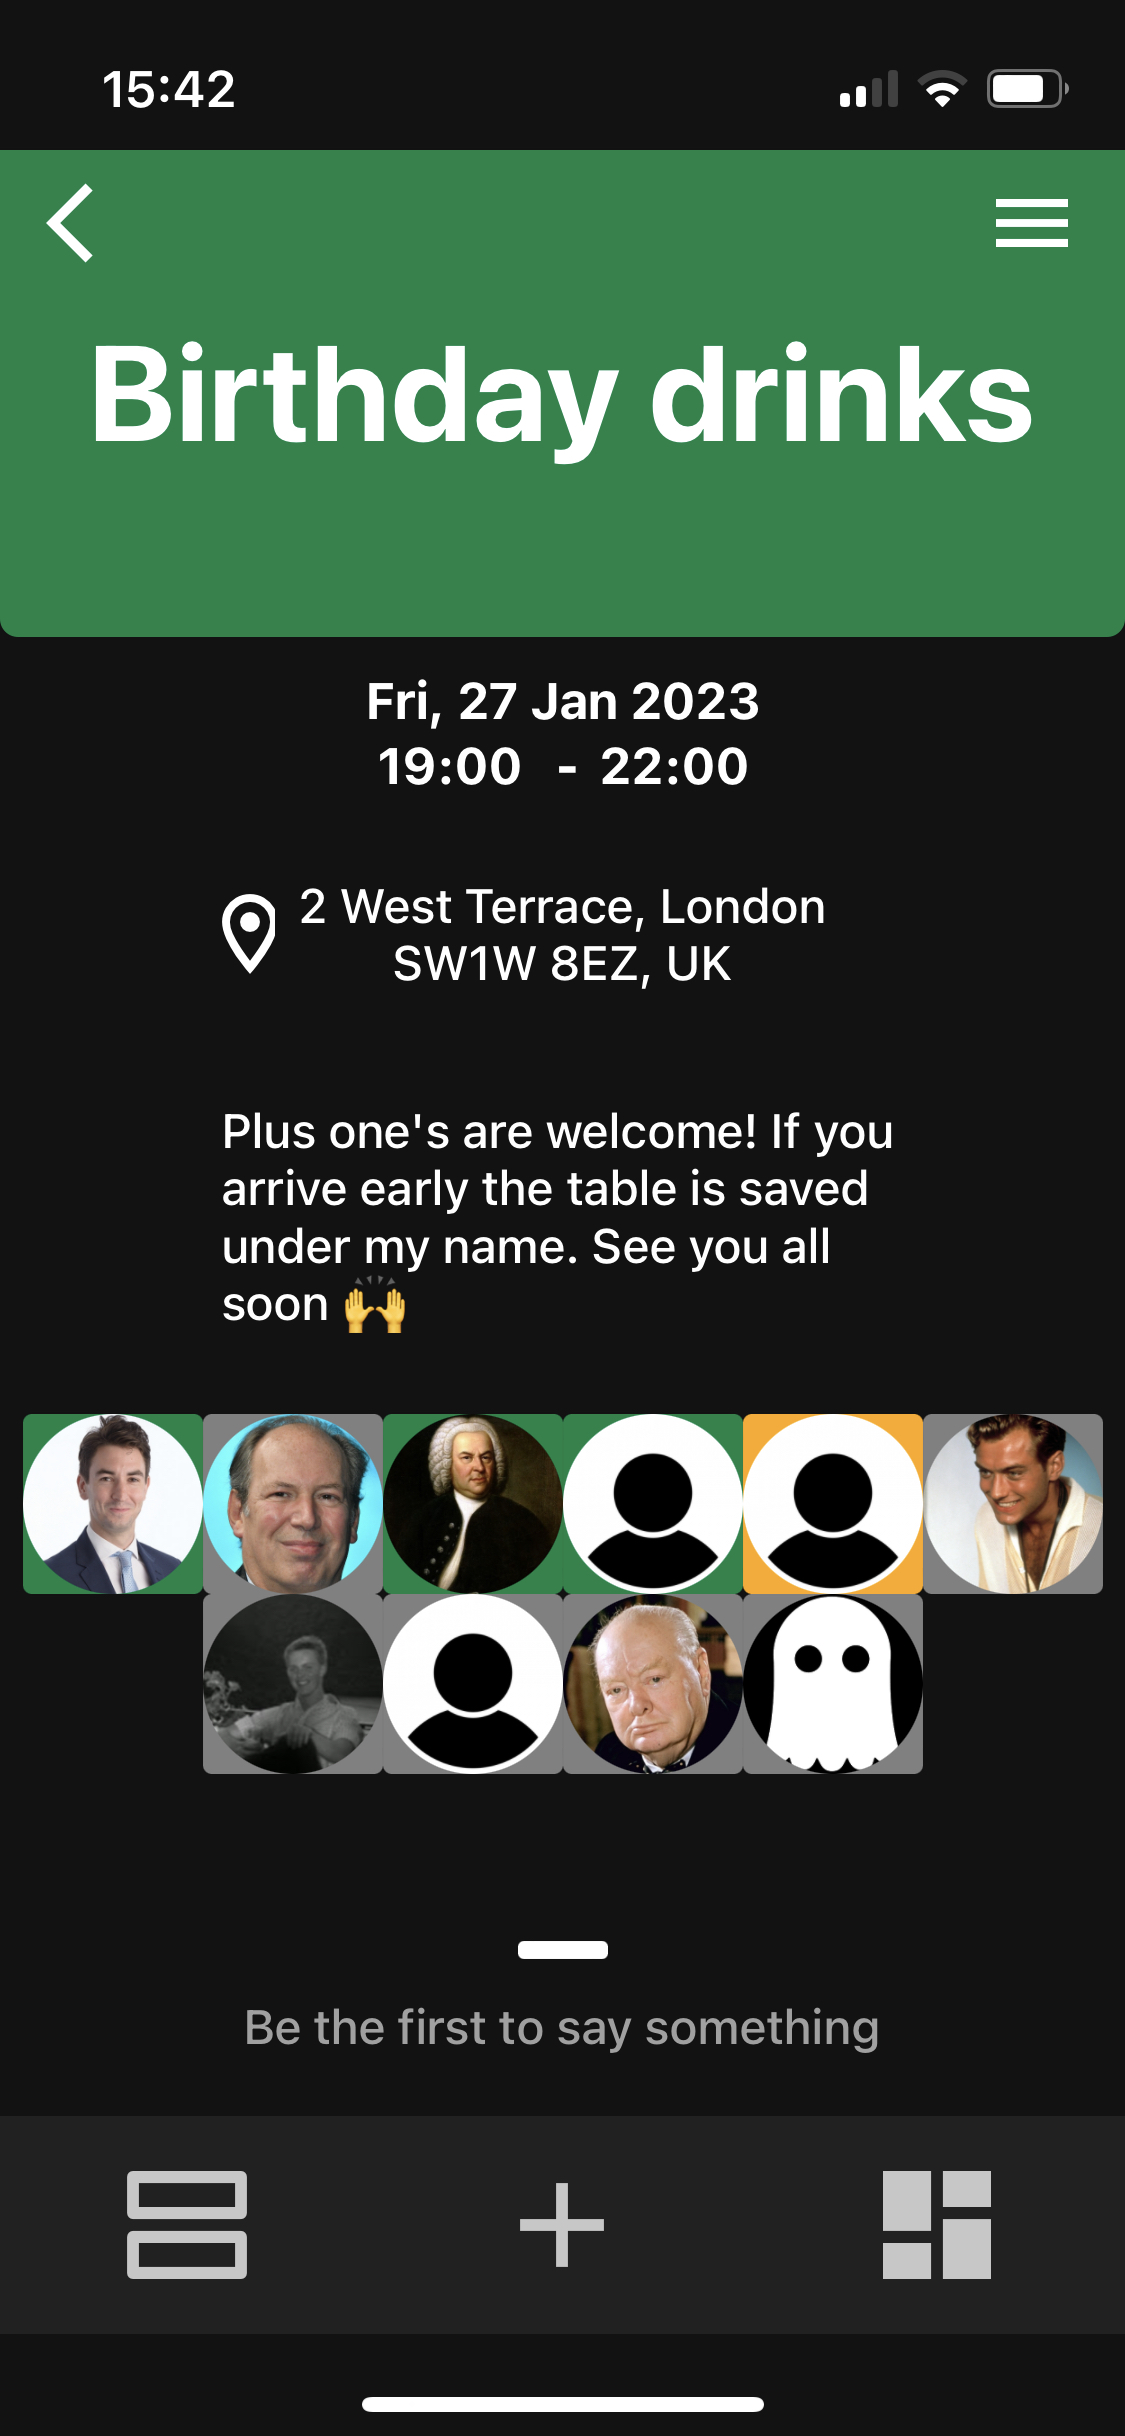 15:42
Birthday drinks
Fri, 27 Jan 2023
19:00 - 22:00
2 West Terrace, London
SW1W 8EZ, UK
Plus one's are welcome! If you
arrive early the table is saved
under my name. See you all
soon 🙌
Be the first to say something